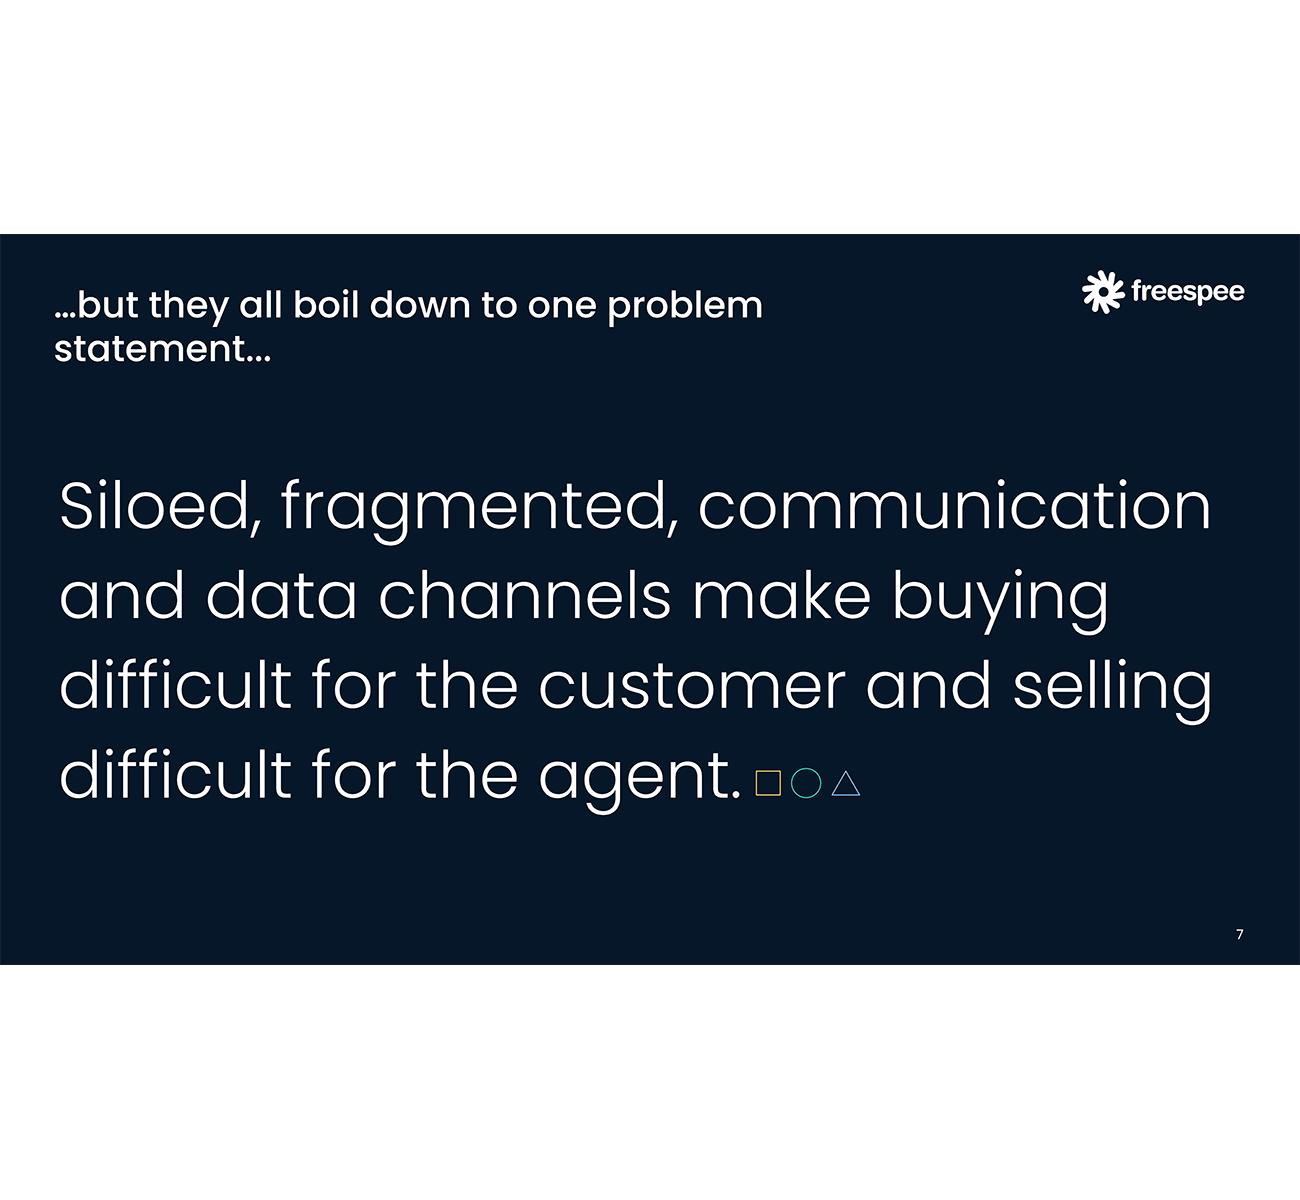 ...but they all boil down to one problem
statement...
freespee
Siloed, fragmented, communication
and data channels make buying
difficult for the customer and selling
difficult for the agent.
7